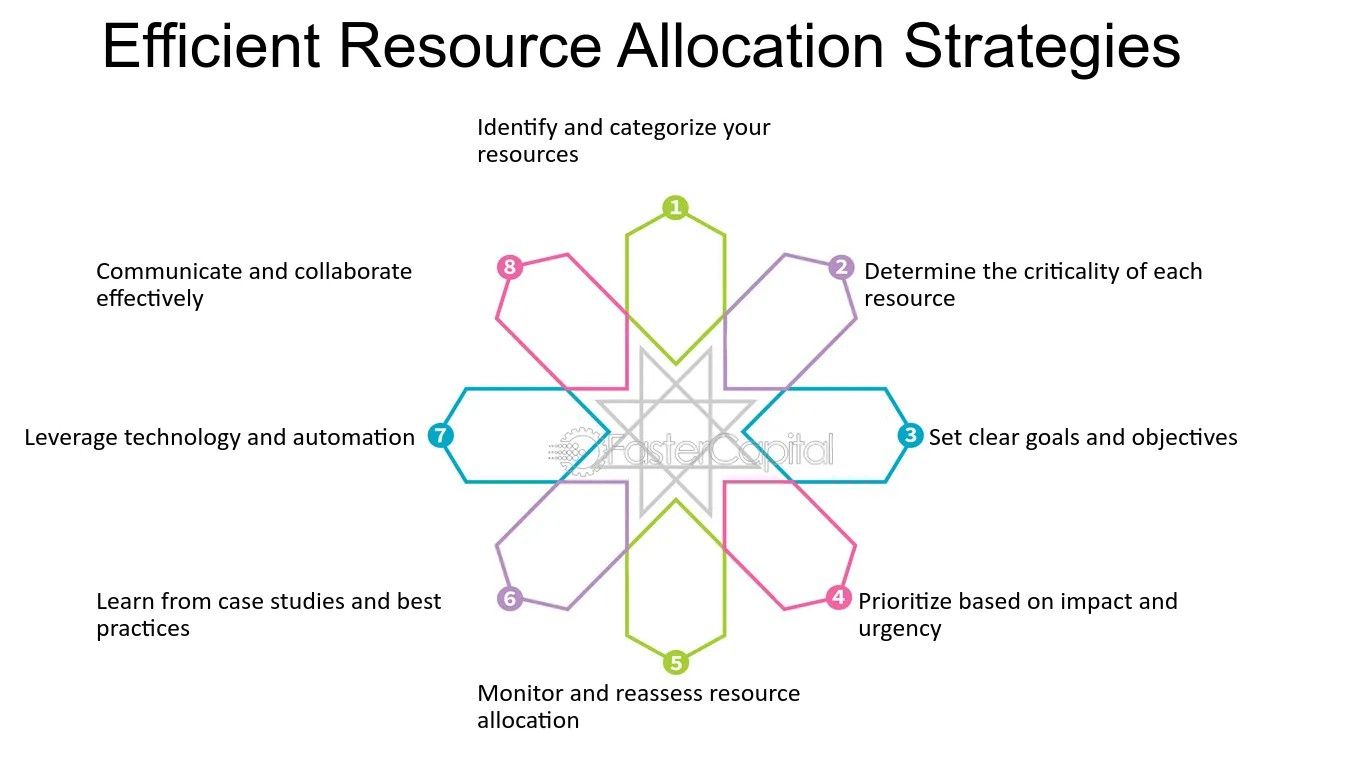 Efficient Resource Allocation Strategies
Identify and categorize your
resources
1
2
Determine the criticality of each
resource
3
Set clear goals and objectives
4
Prioritize based on impact and
urgency
5
Monitor and reassess resource
allocation
6
Learn from case studies and best
practices
7
Leverage technology and automation
8
Communicate and collaborate
effectively
FasterCapital